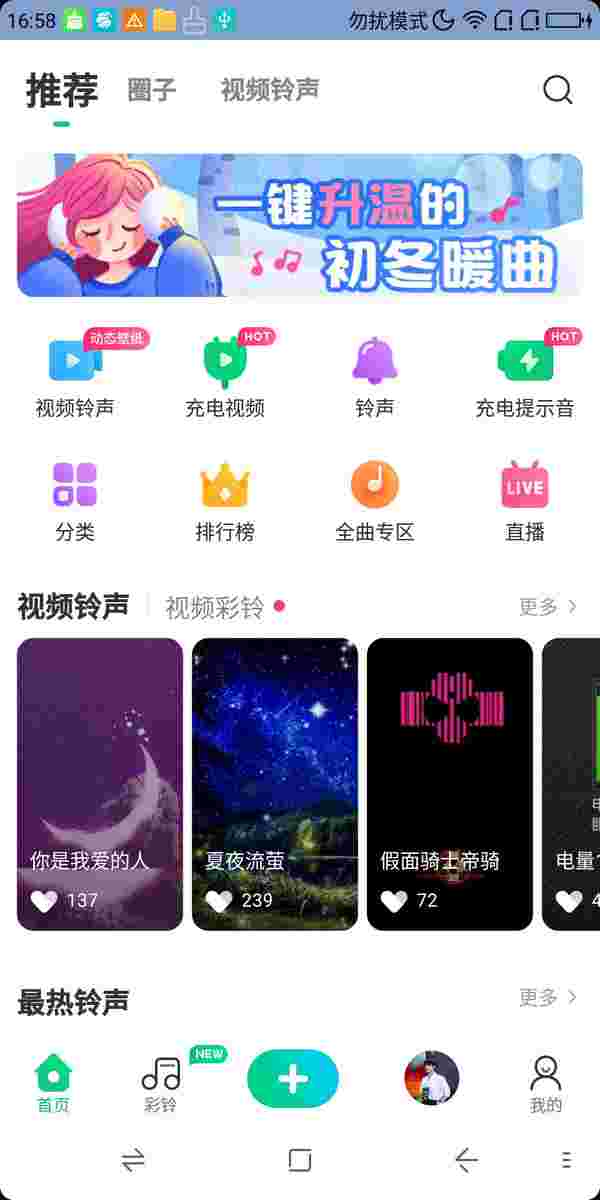 16:58 勿扰模式
推荐 圈子 视频铃声
一键升温的
初冬暖曲
动态壁纸 HOT HOT
视频铃声 充电视频 铃声 充电提示音
LIVE
分类 排行榜 全曲专区 直播
视频铃声 视频彩铃 更多
你是我爱的人 夏夜流萤 假面骑士帝骑 电量
137 239 72 4
最热铃声 更多
NEW
首页 彩铃 我的